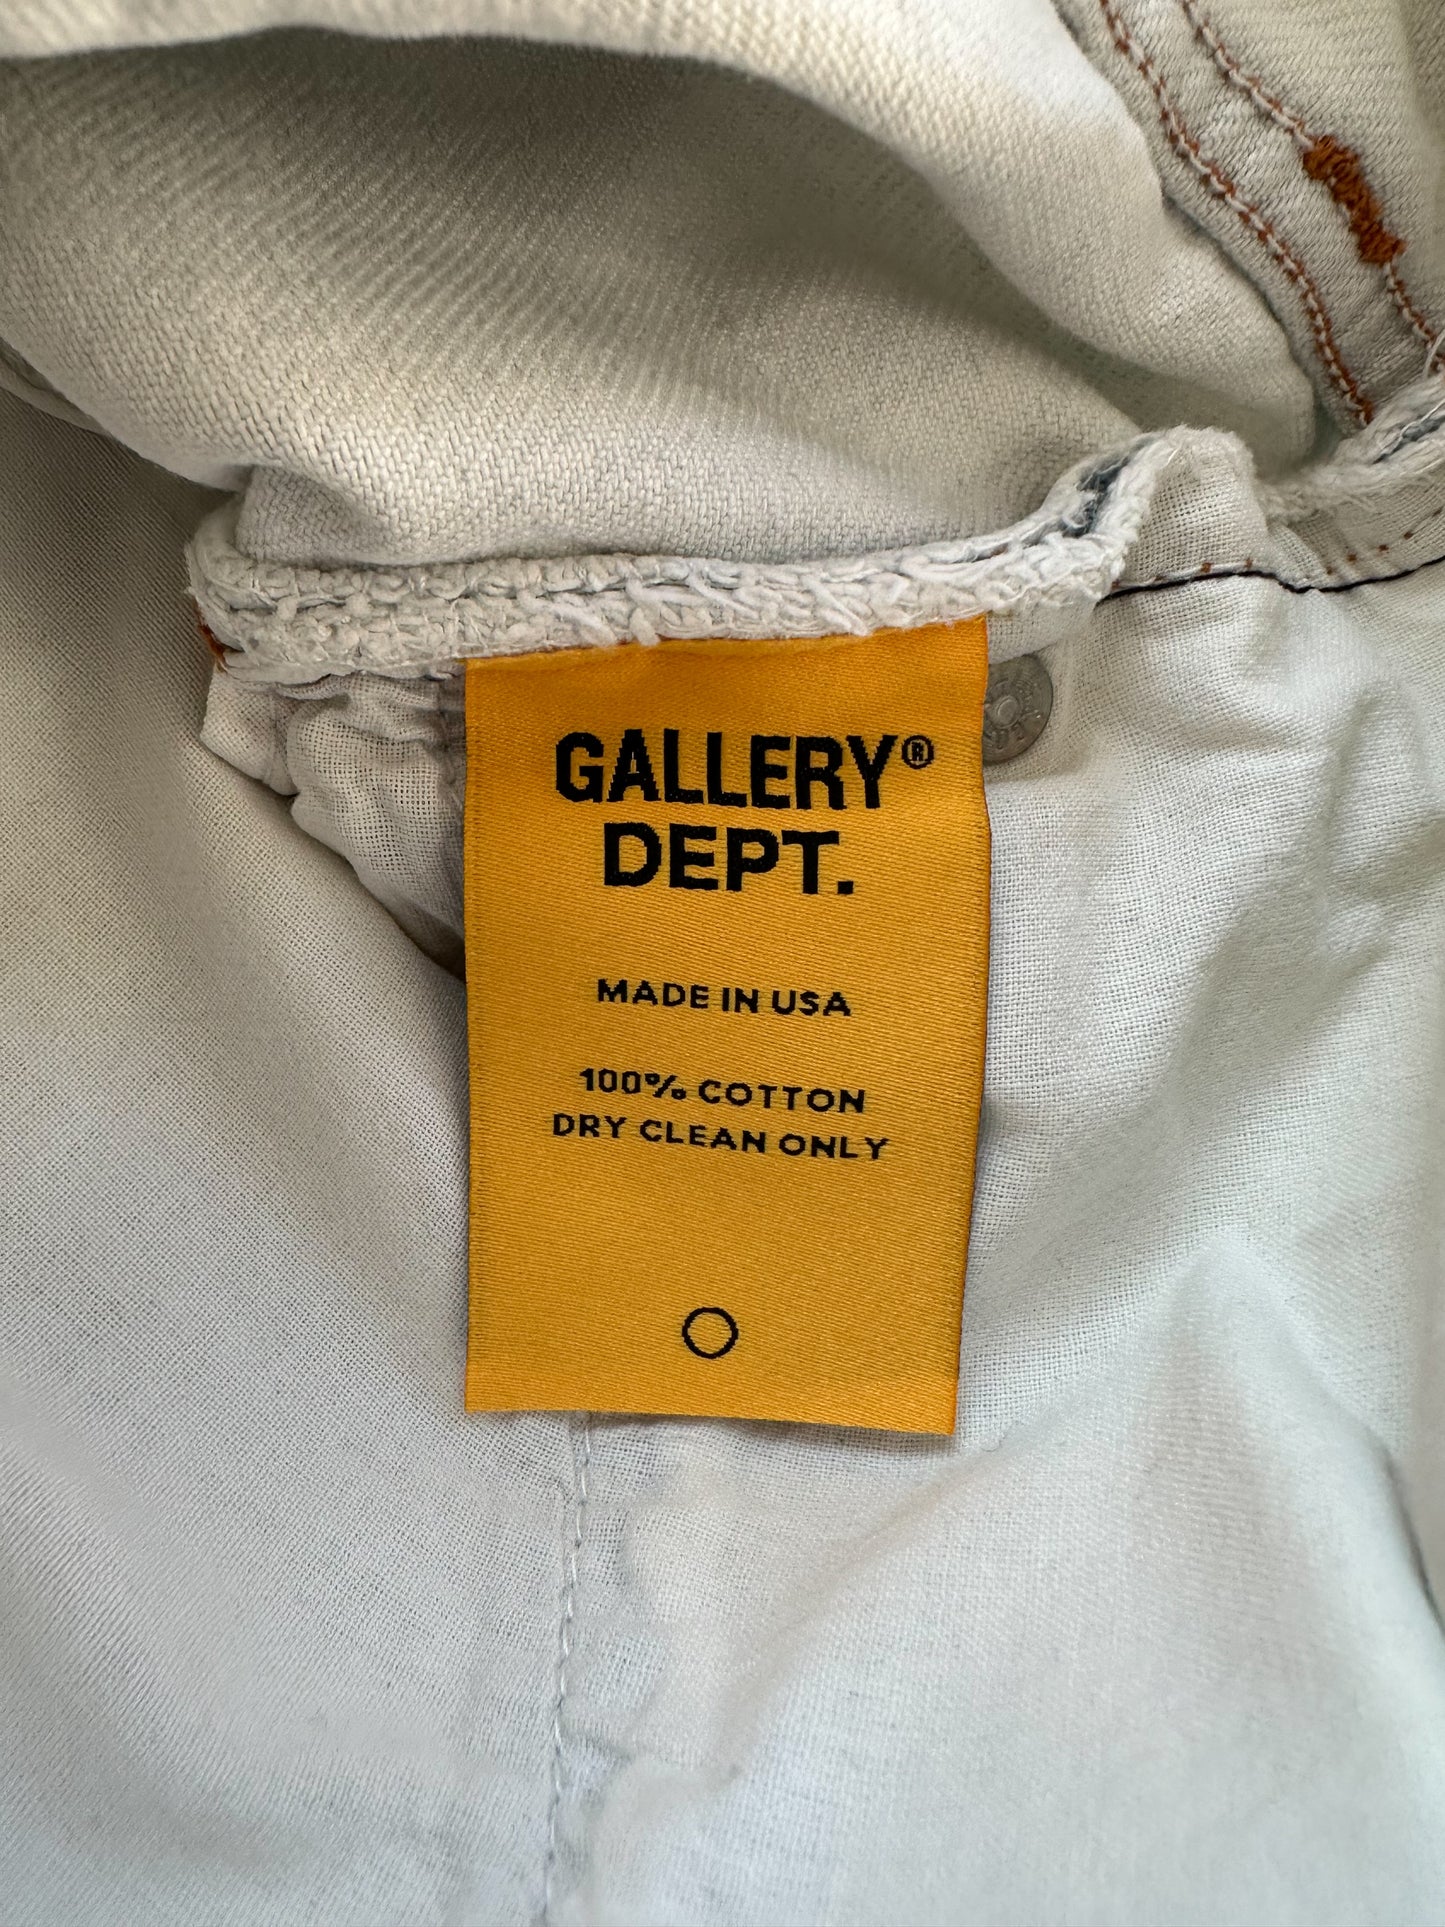 GALLERY®
DEPT.
MADE IN USA
100% COTTON
DRY CLEAN ONLY